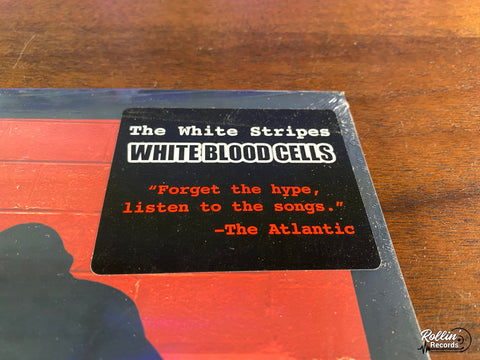 The White Stripes
WHITE BLOOD CELLS
“Forget the hype,
listen to the songs.”
–The Atlantic
Rollin'
Records